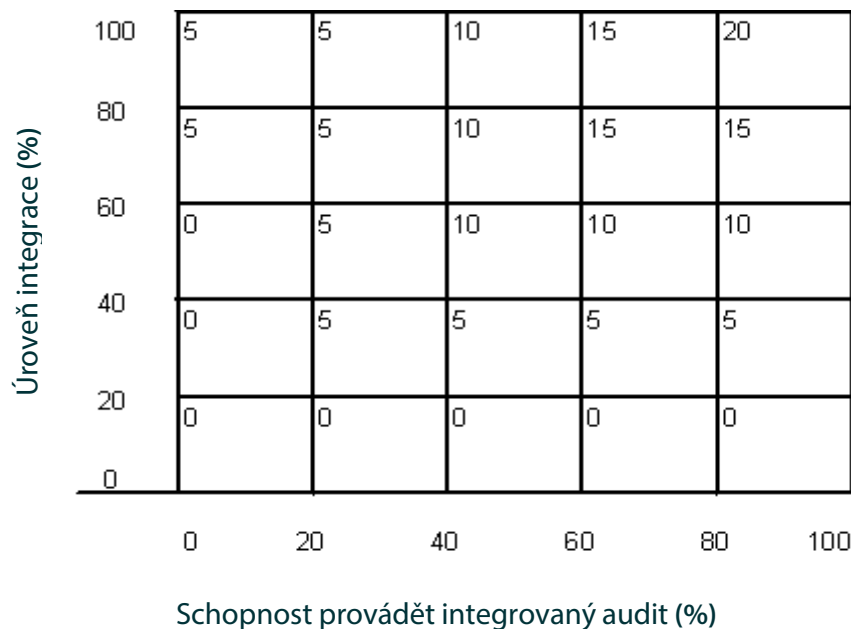 100 5 5 10 15 20
80
5 5 10 15 15
60
0 5 10 10 10
40
0 5 5 5 5
20
0 0 0 0 0
0
0 20 40 60 80 100
Úroveň integrace (%)
Schopnost provádět integrovaný audit (%)